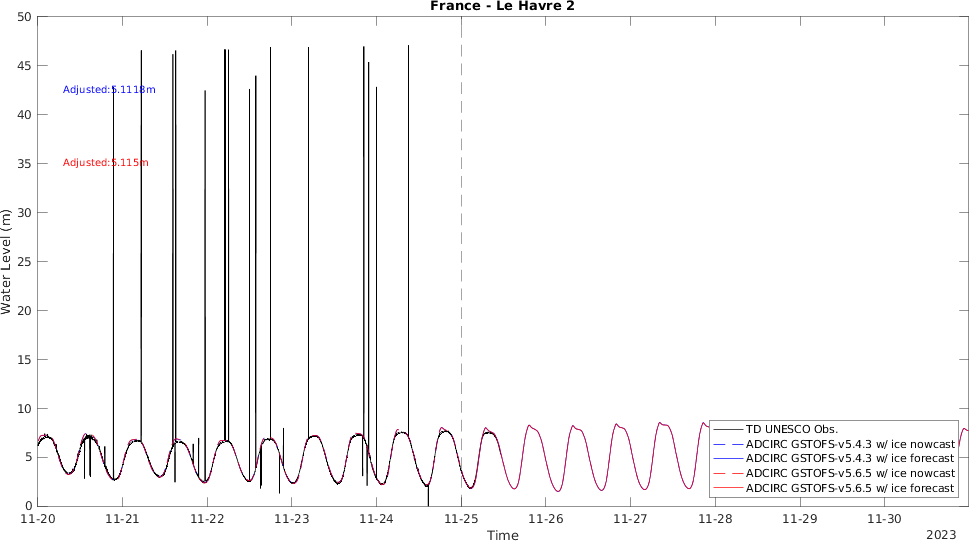 France - Le Havre 2
50
45
40
35
30
25
20
15
10
5
0
Water Level (m)
Adjusted:5.1118m
Adjusted:5.115m
TD UNESCO Obs.
ADCIRC GSTOFS-v5.4.3 w/ ice nowcast
ADCIRC GSTOFS-v5.4.3 w/ ice forecast
ADCIRC GSTOFS-v5.6.5 w/ ice nowcast
ADCIRC GSTOFS-v5.6.5 w/ ice forecast
11-20 11-21 11-22 11-23 11-24 11-25 11-26 11-27 11-28 11-29 11-30
Time
2023